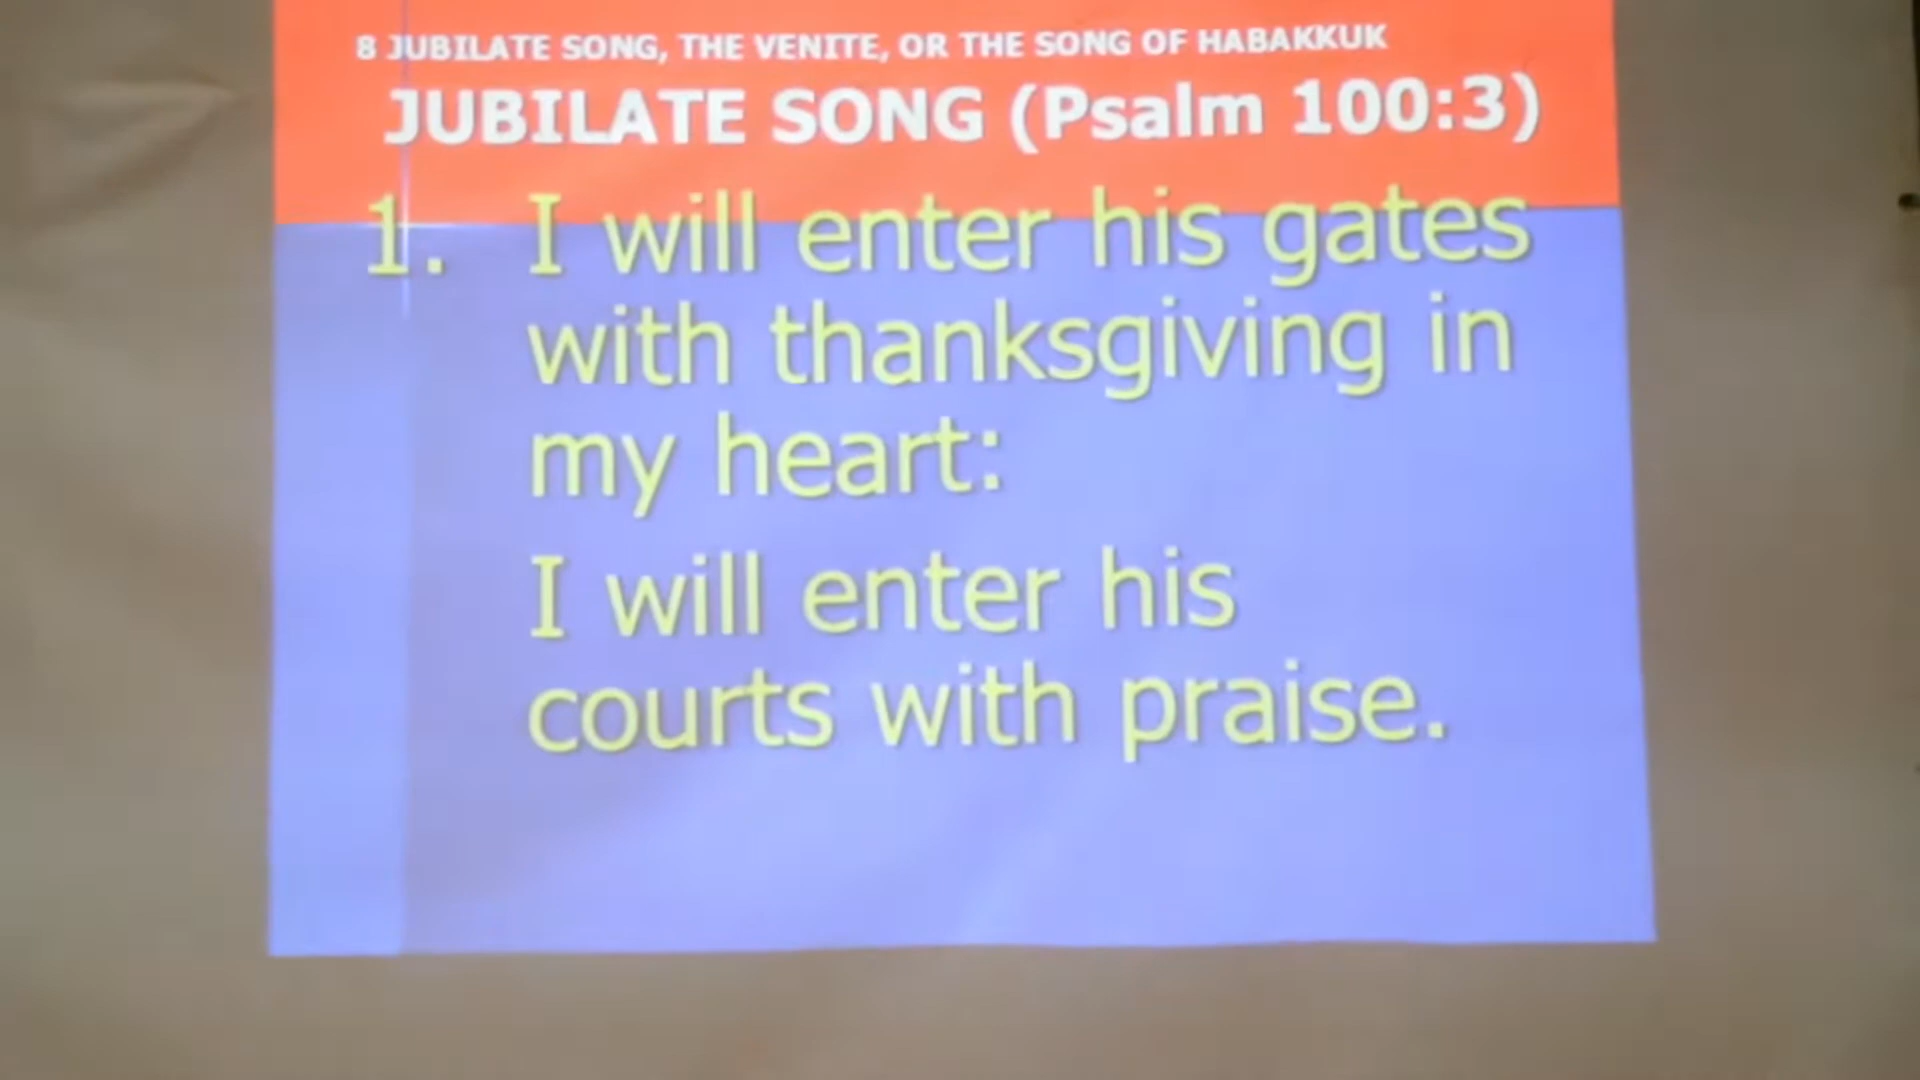 8 JUBILATE SONG, THE VENITE, OR THE SONG OF HABAKKUK
JUBILATE SONG (Psalm 100:3)
1. I will enter his gates
with thanksgiving in
my heart:
I will enter his
courts with praise.